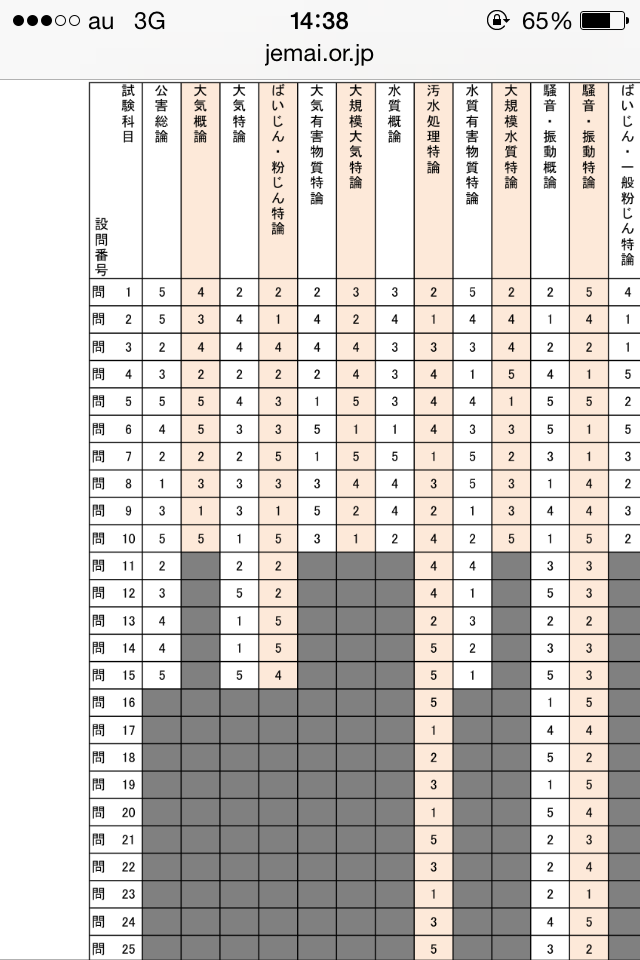 au 3G 14:38 65%
jemai.or.jp
設問番号 試験科目 公害総論 大気概論 大気特論 ばいじん・粉じん特論 大気有害物質特論 大規模大気特論 水質概論 汚水処理特論 水質有害物質特論 大規模水質特論 騒音・振動概論 騒音・振動特論 ばいじん・一般粉じん特論
問 1 5 4 2 2 2 3 3 2 5 2 2 5 4
問 2 5 3 4 1 4 2 4 1 4 4 1 4 1
問 3 2 4 4 4 4 4 3 3 3 4 2 2 1
問 4 3 2 2 2 2 4 3 4 1 5 4 1 5
問 5 5 5 4 3 1 5 3 4 4 1 5 5 2
問 6 4 5 3 3 5 1 1 4 3 3 5 1 5
問 7 2 2 2 5 1 5 5 1 5 2 3 1 3
問 8 1 3 3 3 3 4 4 3 5 3 1 4 2
問 9 3 1 3 1 5 2 4 2 1 3 4 4 3
問 10 5 5 1 5 3 1 2 4 2 5 1 5 2
問 11 2 2 2 4 4 3 3
問 12 3 5 2 4 1 5 3
問 13 4 1 5 2 3 2 2
問 14 4 1 5 5 2 3 3
問 15 5 5 4 5 1 5 3
問 16 5 1 5
問 17 1 4 4
問 18 2 5 2
問 19 3 1 5
問 20 1 5 4
問 21 5 2 3
問 22 3 2 4
問 23 1 2 1
問 24 3 4 5
問 25 5 3 2